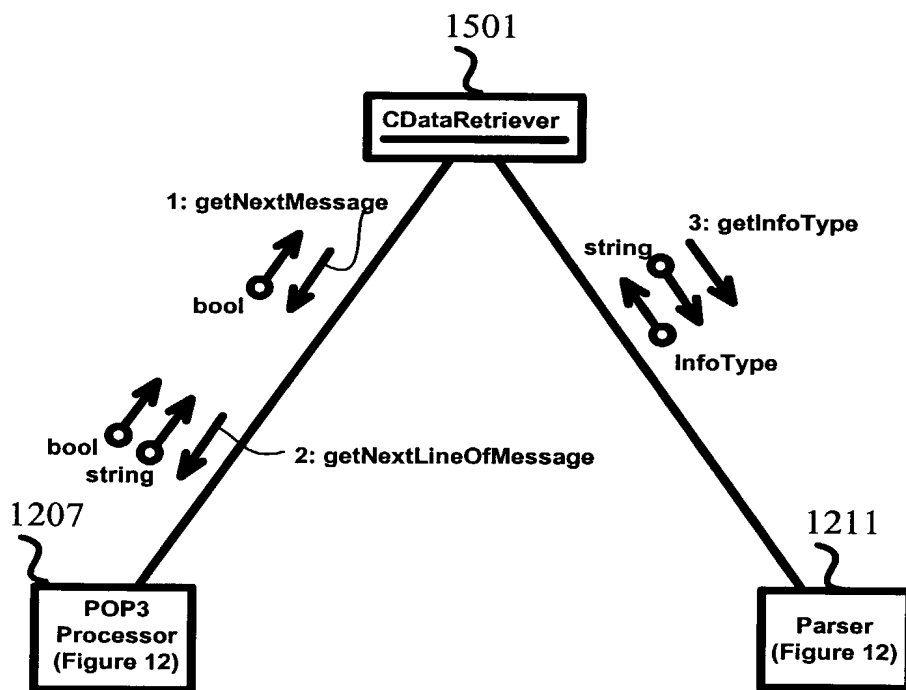 1501
CDataRetriever
1: getNextMessage
bool
3: getInfoType
string
InfoType
bool
string
2: getNextLineOfMessage
1207
POP3
Processor
(Figure 12)
1211
Parser
(Figure 12)